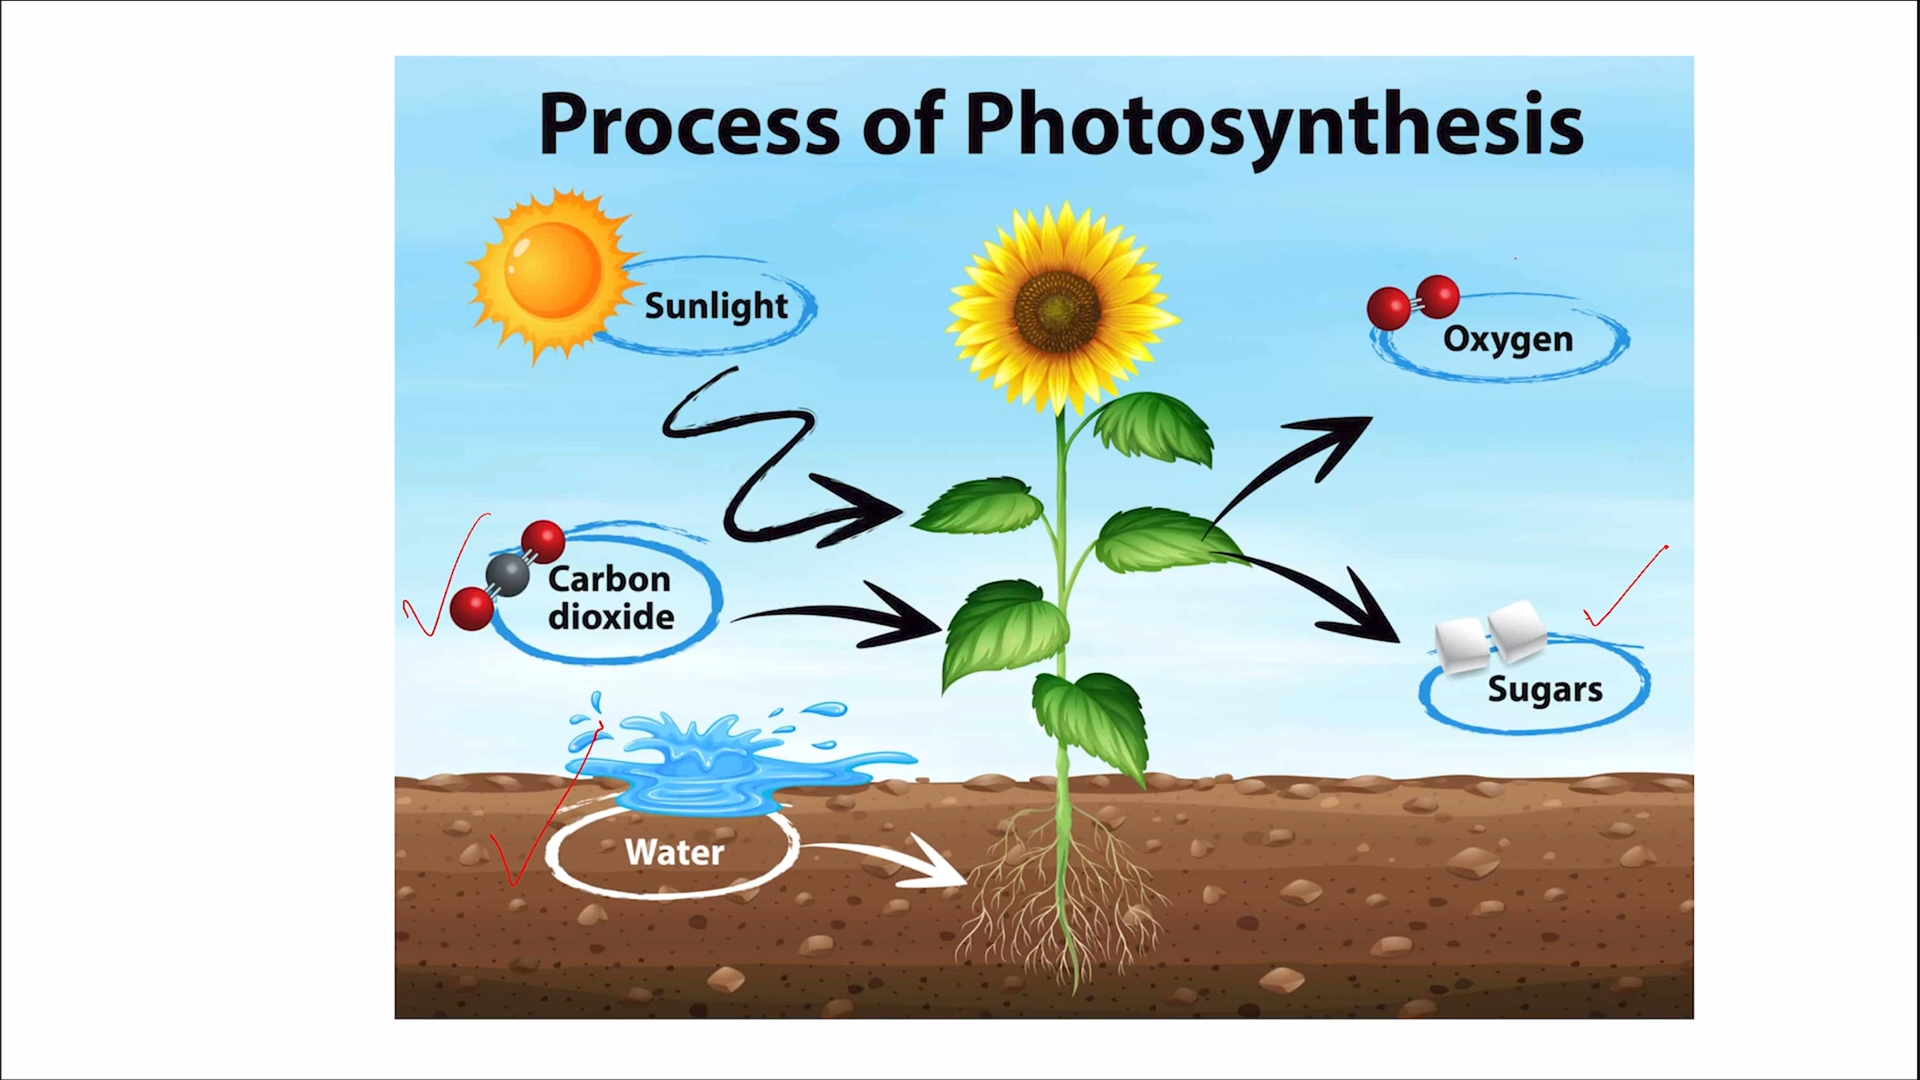 Process of Photosynthesis
Sunlight
Oxygen
Carbon
dioxide
Sugars
Water